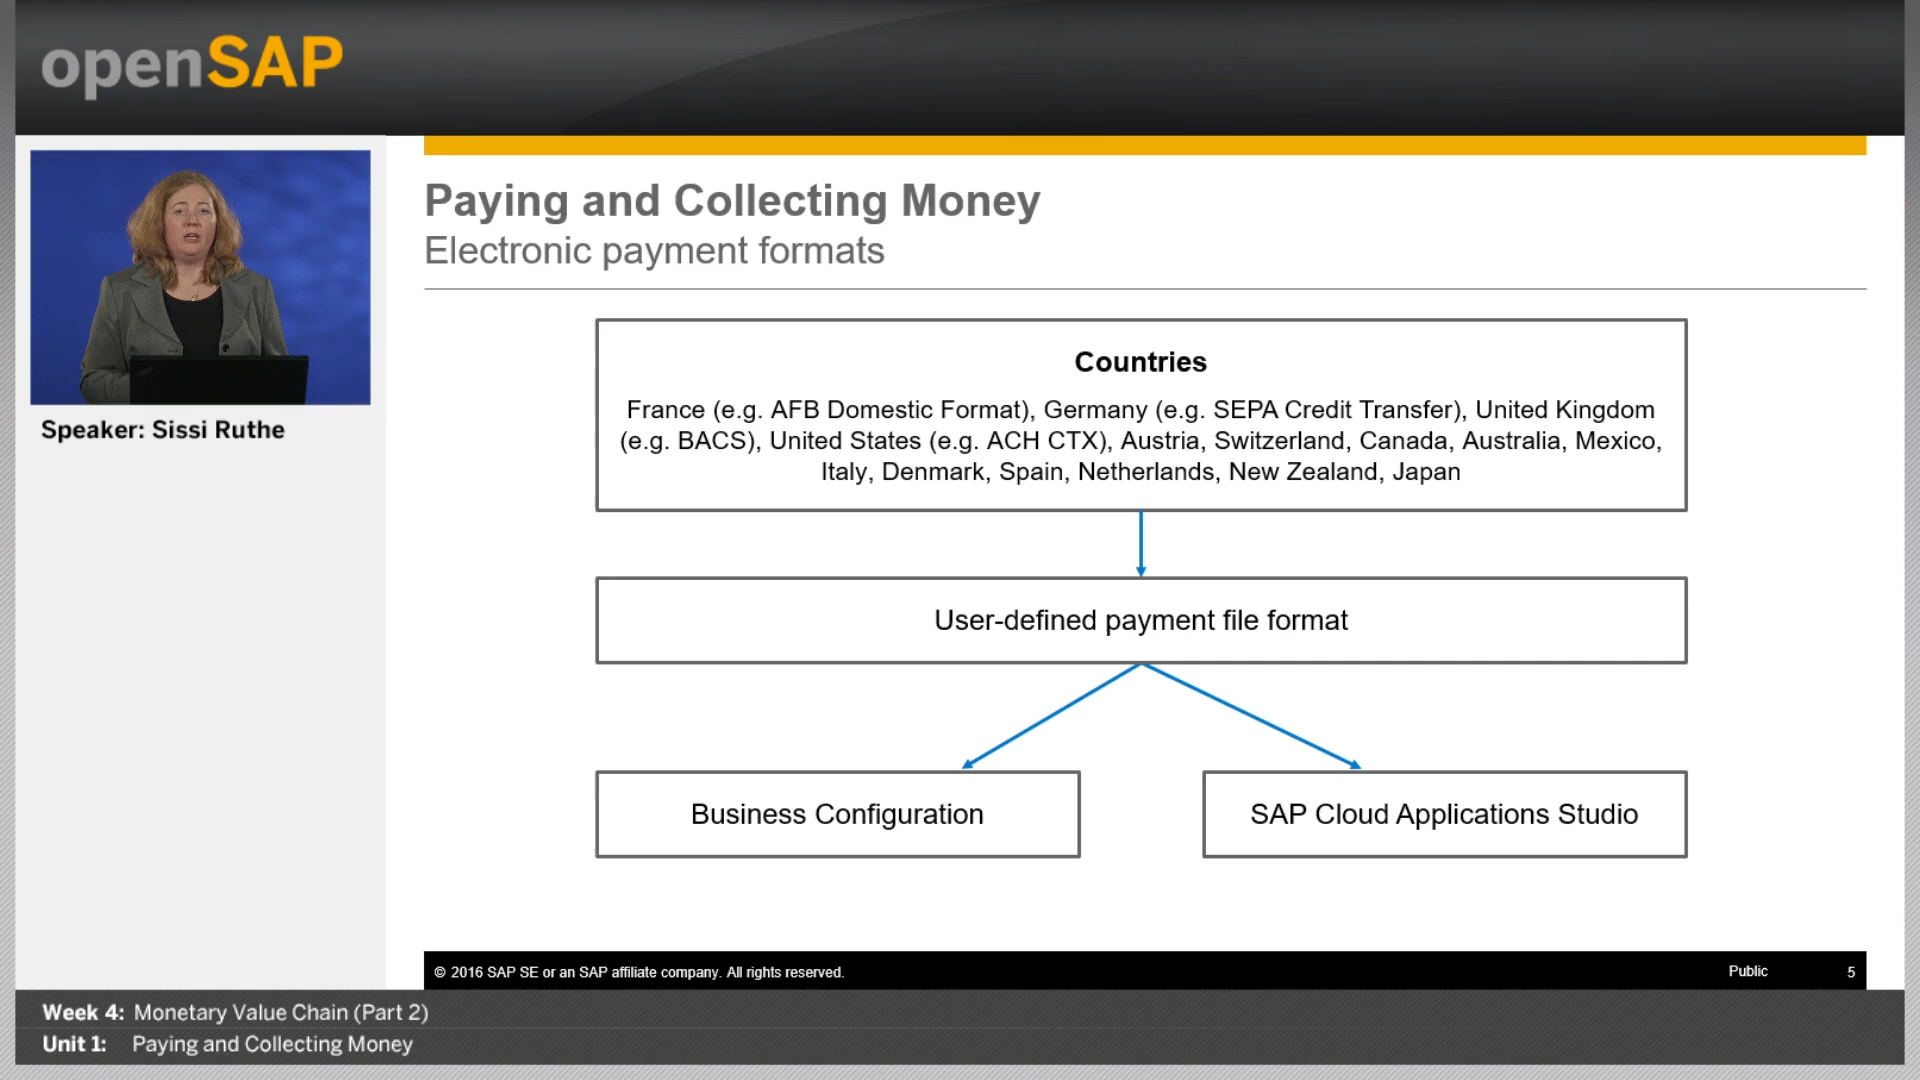 openSAP
Speaker: Sissi Ruthe
Paying and Collecting Money
Electronic payment formats
Countries
France (e.g. AFB Domestic Format), Germany (e.g. SEPA Credit Transfer), United Kingdom
(e.g. BACS), United States (e.g. ACH CTX), Austria, Switzerland, Canada, Australia, Mexico,
Italy, Denmark, Spain, Netherlands, New Zealand, Japan
User-defined payment file format
Business Configuration
SAP Cloud Applications Studio
© 2016 SAP SE or an SAP affiliate company. All rights reserved.
Public 5
Week 4: Monetary Value Chain (Part 2)
Unit 1: Paying and Collecting Money